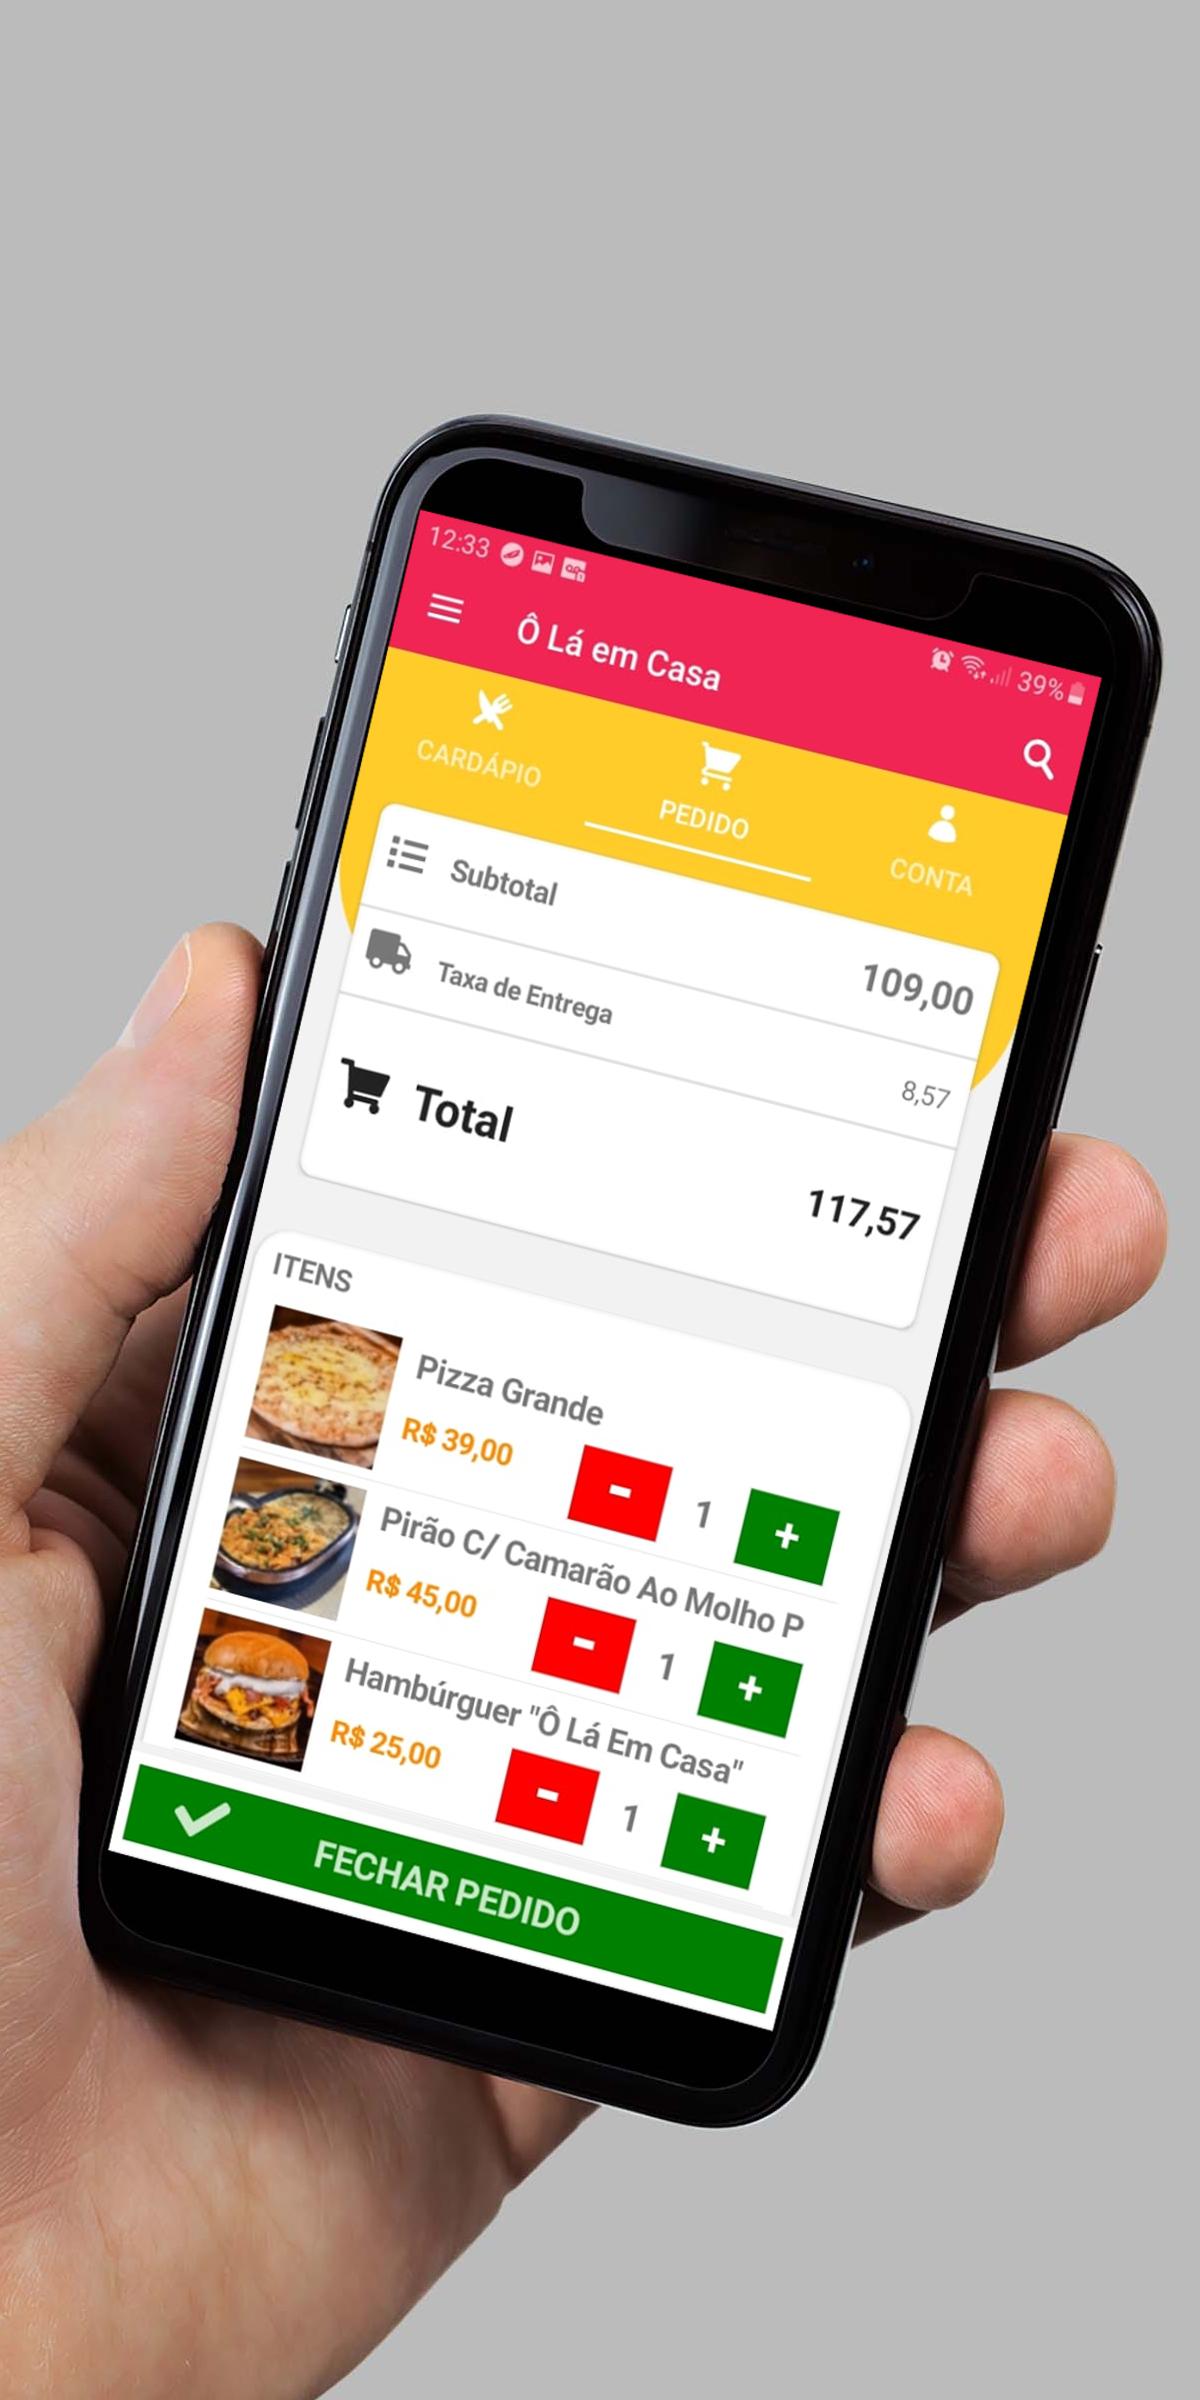 12:33
39%
Ô Lá em Casa
CARDÁPIO
PEDIDO
CONTA
Subtotal
109,00
Taxa de Entrega
8,57
Total
117,57
ITENS
Pizza Grande
R$ 39,00
- 1 +
Pirão C/ Camarão Ao Molho P
R$ 45,00
- 1 +
Hambúrguer "Ô Lá Em Casa"
R$ 25,00
- 1 +
FECHAR PEDIDO